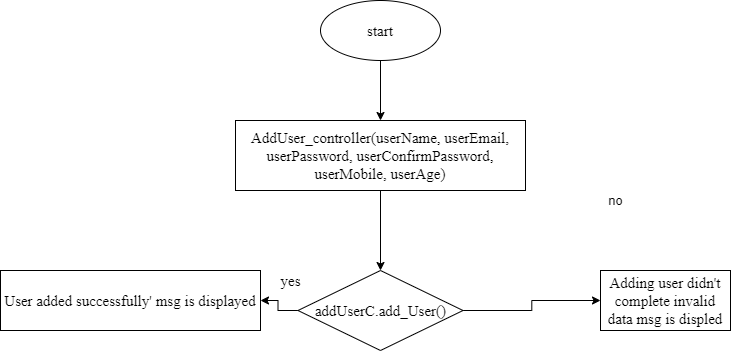 start
AddUser_controller(userName, userEmail,
userPassword, userConfirmPassword,
userMobile, userAge)
no
yes
User added successfully' msg is displayed
addUserC.add_User()
Adding user didn't
complete invalid
data msg is displed